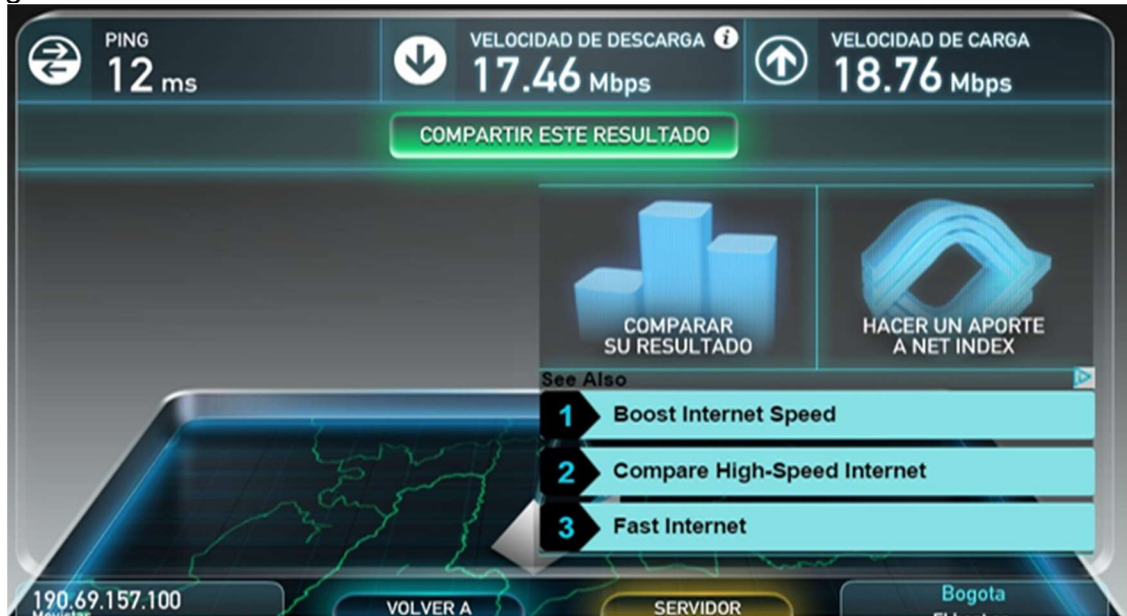 PING
12 ms
VELOCIDAD DE DESCARGA i
17.46 Mbps
VELOCIDAD DE CARGA
18.76 Mbps
COMPARTIR ESTE RESULTADO
COMPARAR
SU RESULTADO
HACER UN APORTE
A NET INDEX
See Also
1 Boost Internet Speed
2 Compare High-Speed Internet
3 Fast Internet
190.69.157.100
Movistar
VOLVER A
SERVIDOR
Bogota